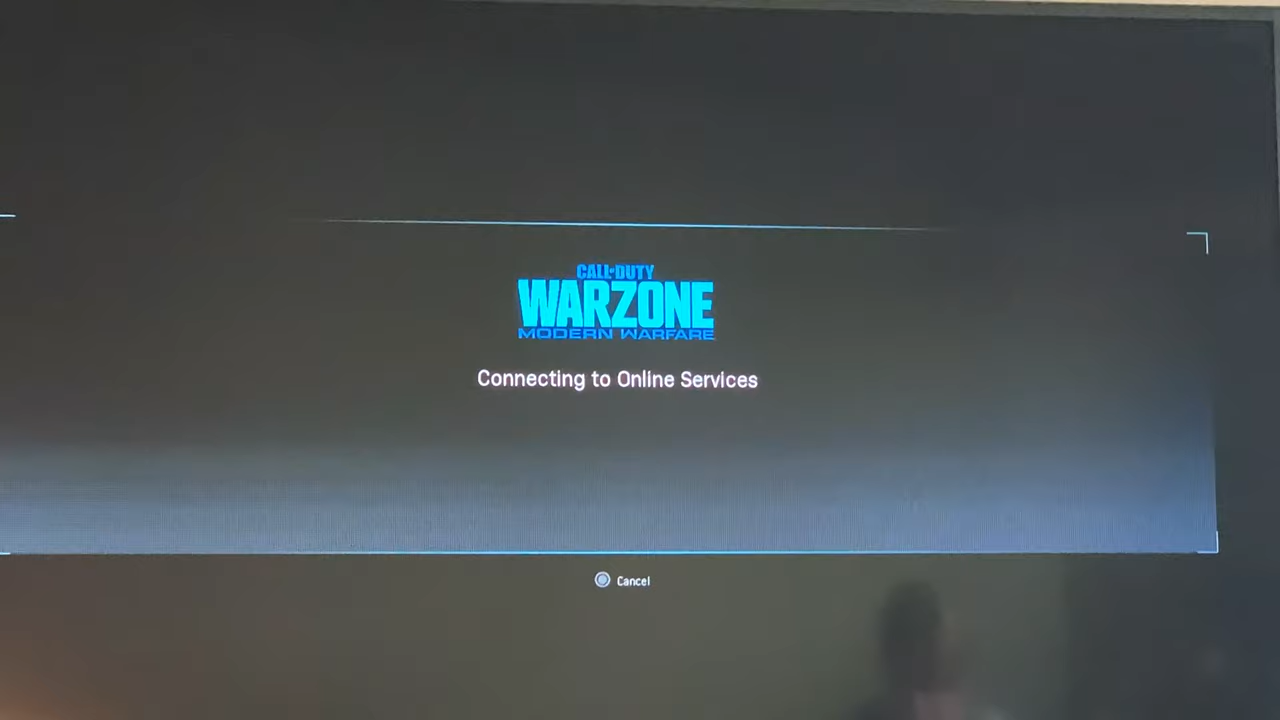 CALL·DUTY
WARZONE
MODERN WARFARE
Connecting to Online Services
Cancel